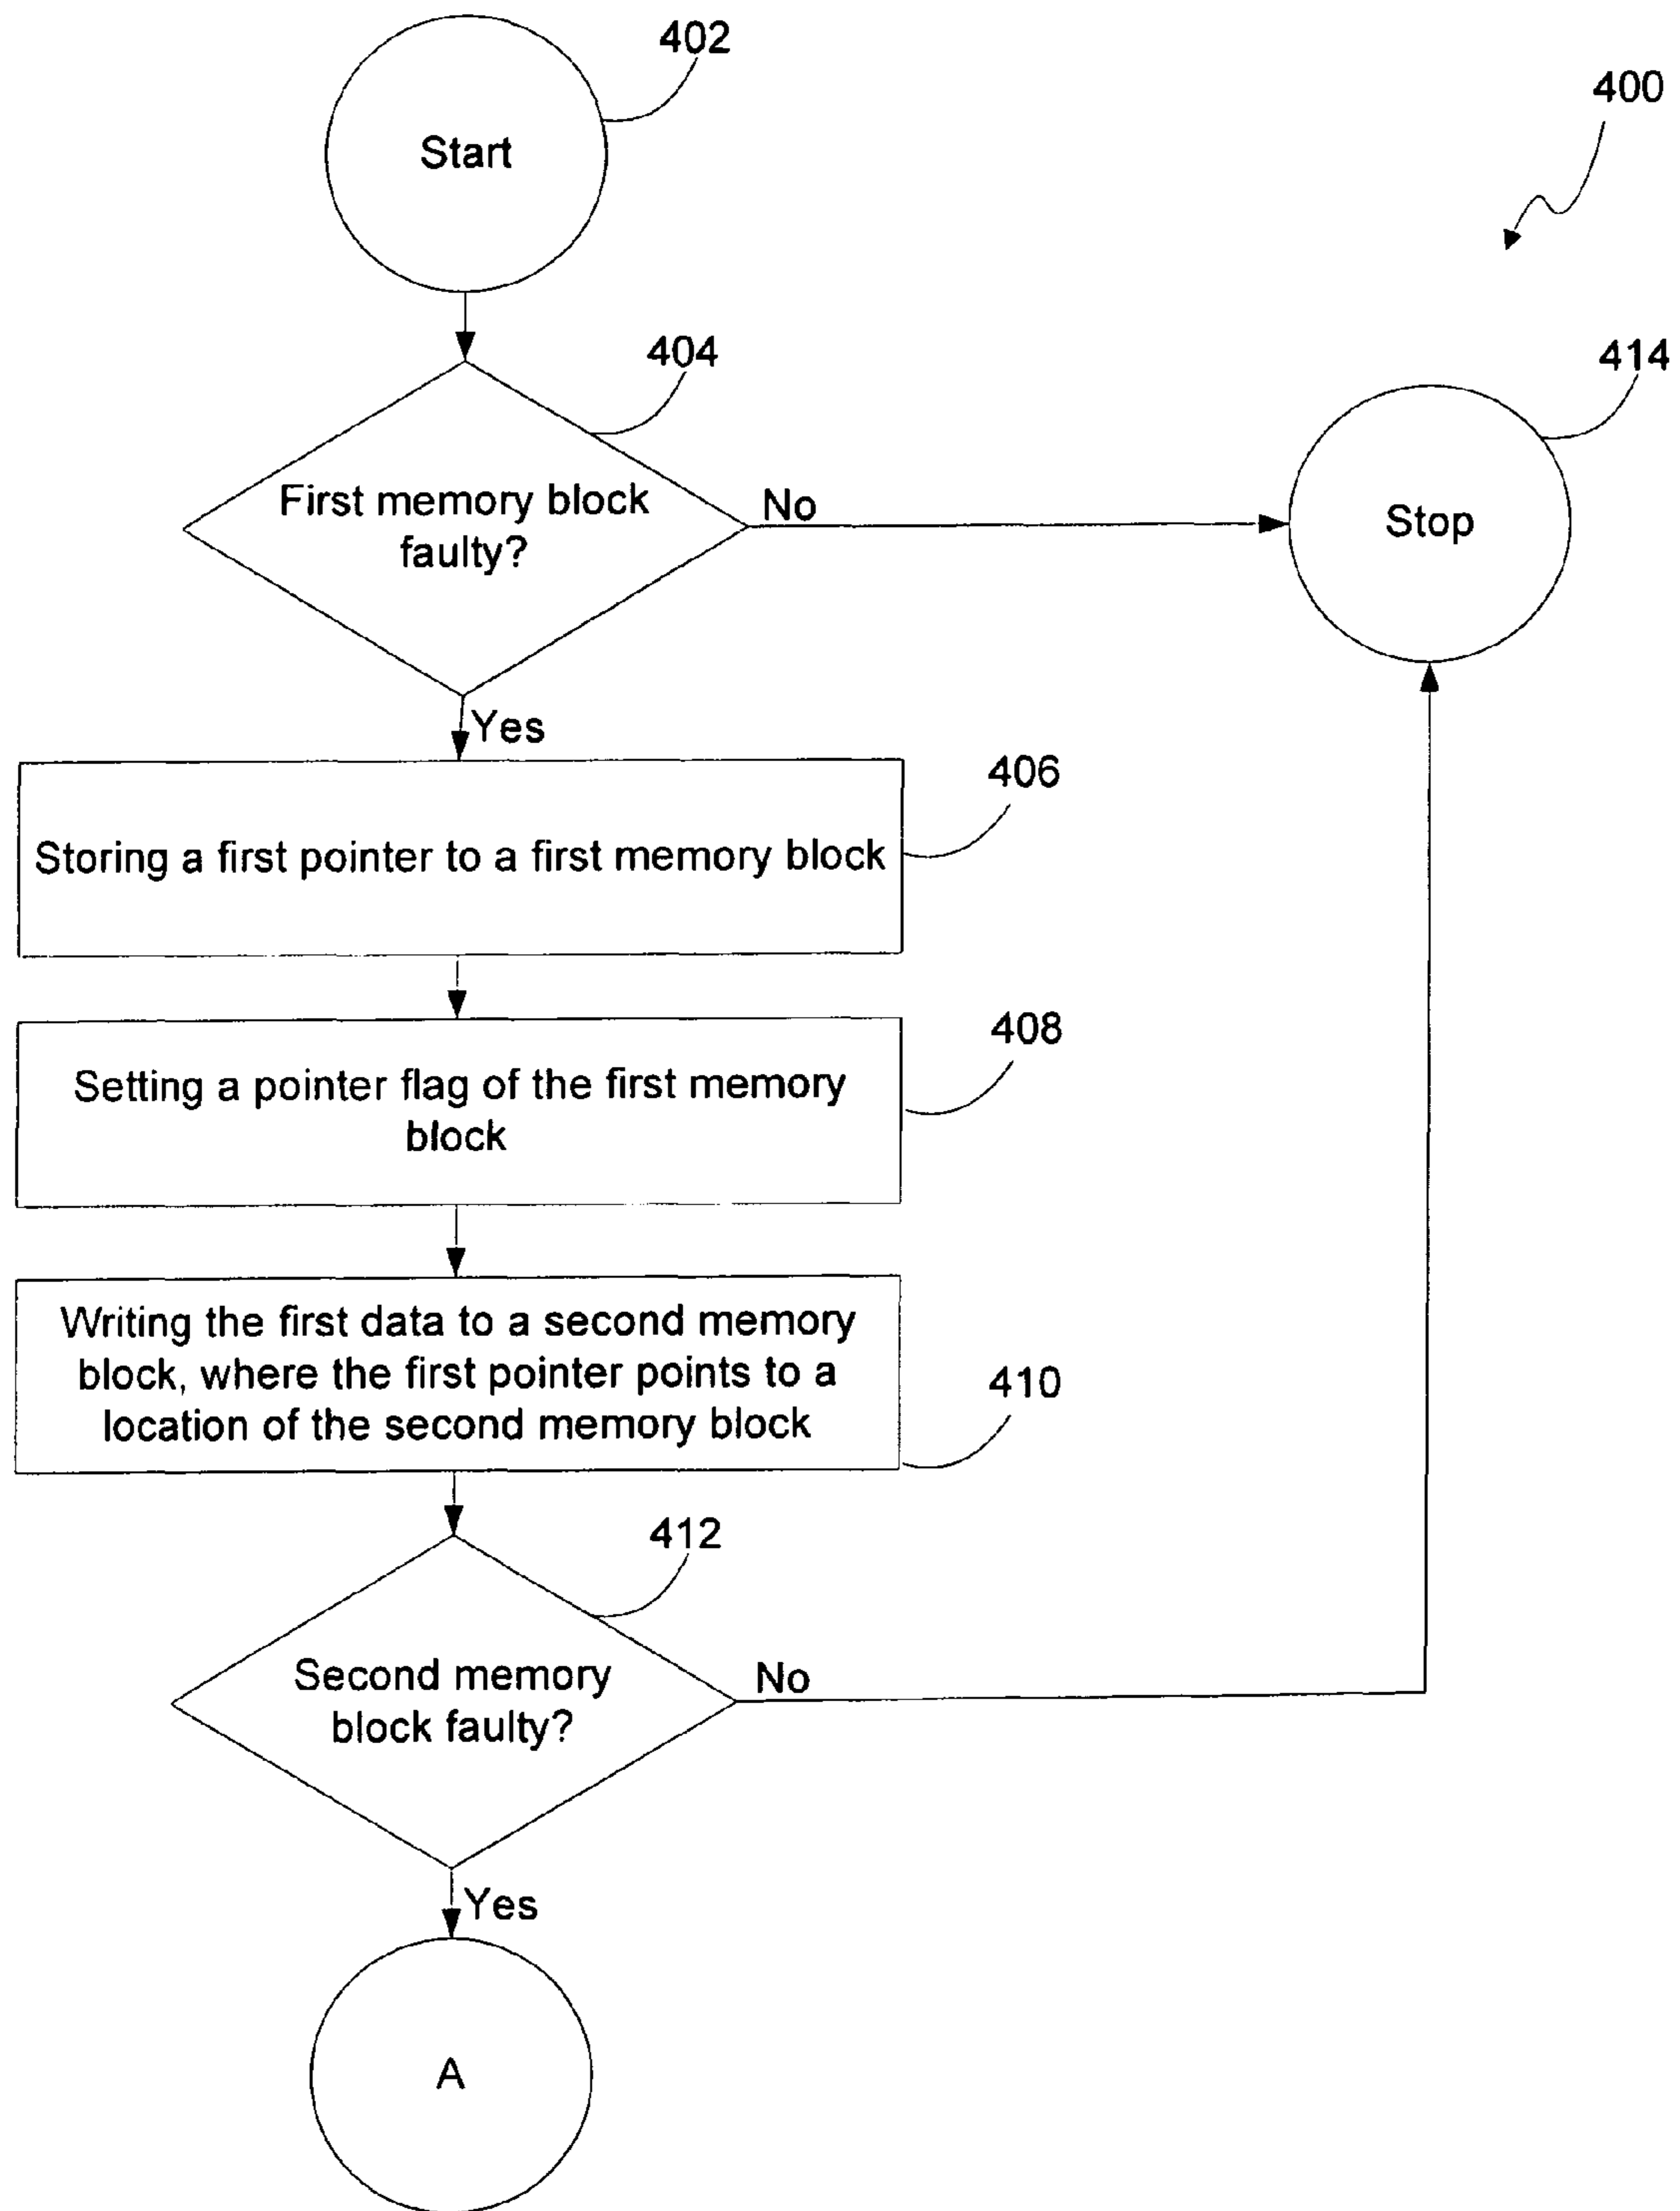 402
400
Start
404
414
First memory block
faulty?
No
Stop
Yes
406
Storing a first pointer to a first memory block
408
Setting a pointer flag of the first memory
block
Writing the first data to a second memory
block, where the first pointer points to a
location of the second memory block
410
412
Second memory
block faulty?
No
Yes
A